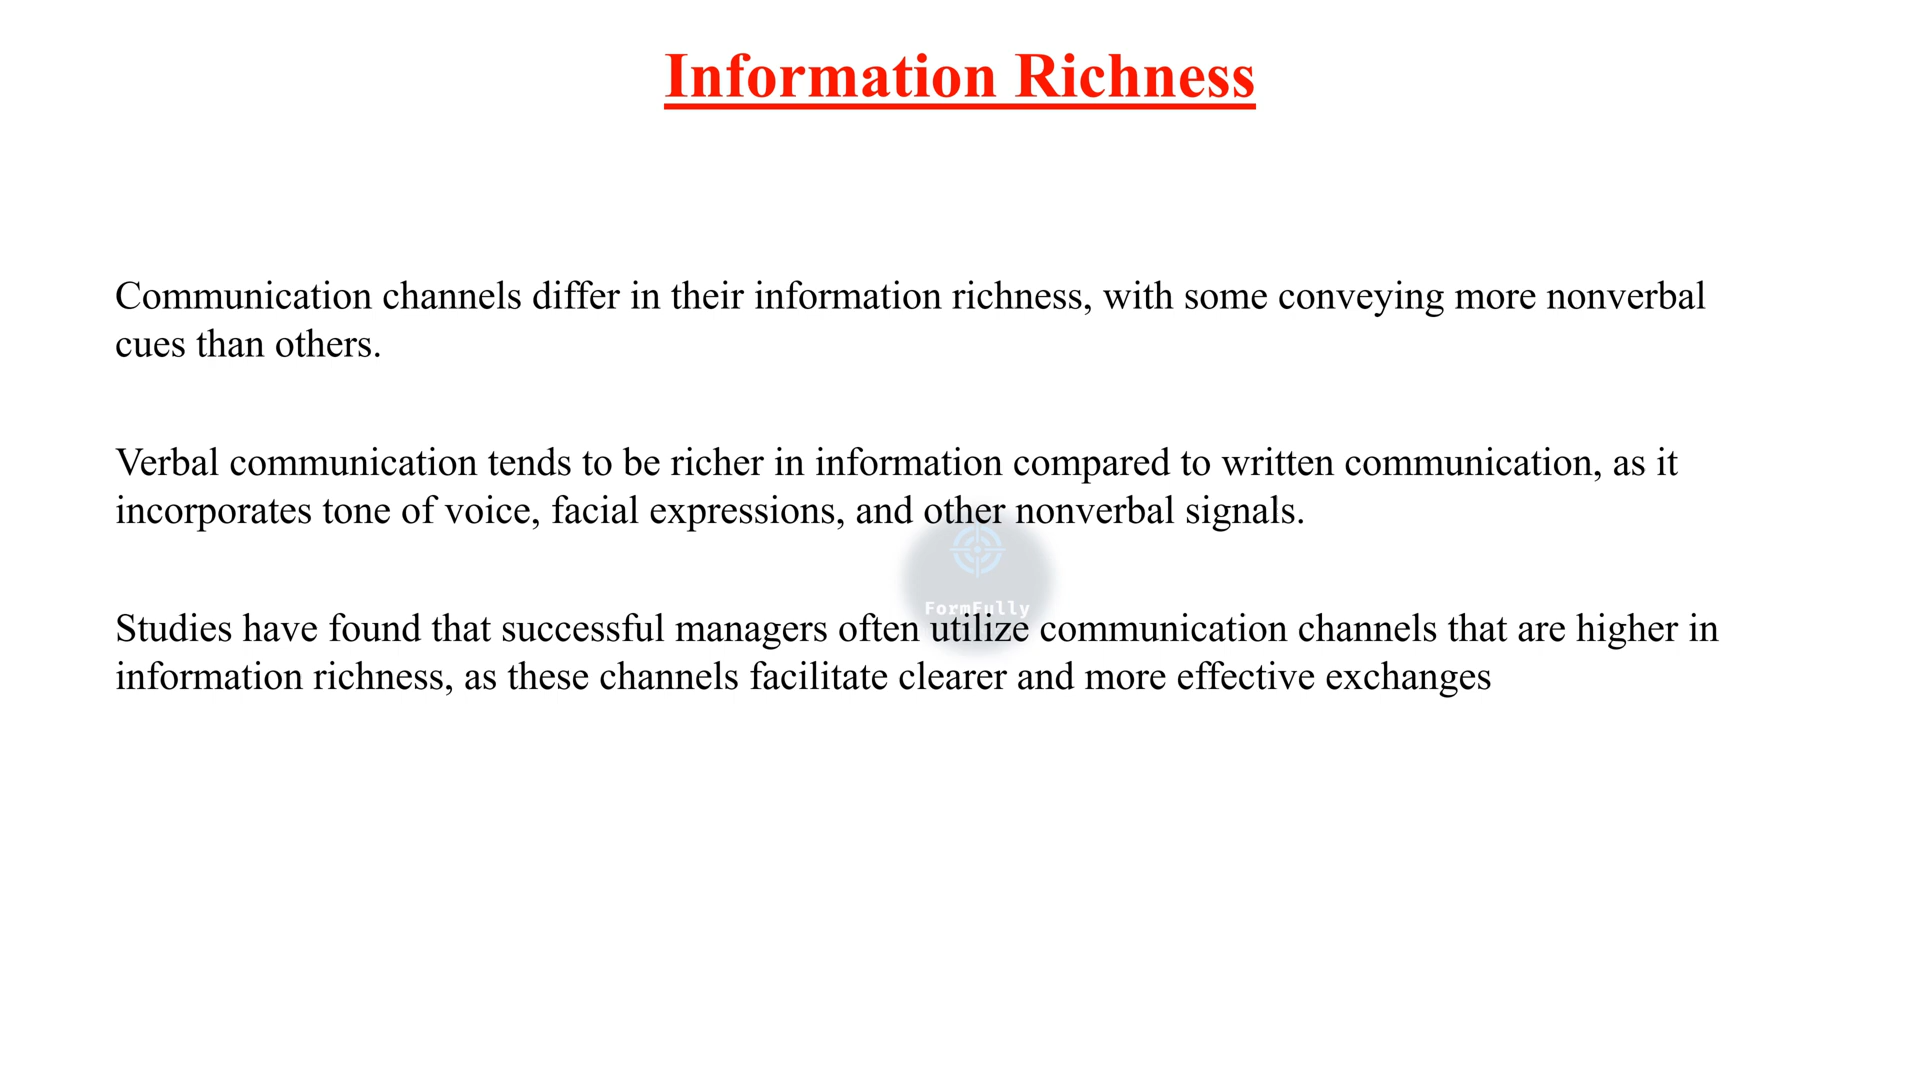 Information Richness
Communication channels differ in their information richness, with some conveying more nonverbal
cues than others.
Verbal communication tends to be richer in information compared to written communication, as it
incorporates tone of voice, facial expressions, and other nonverbal signals.
FormFully
Studies have found that successful managers often utilize communication channels that are higher in
information richness, as these channels facilitate clearer and more effective exchanges